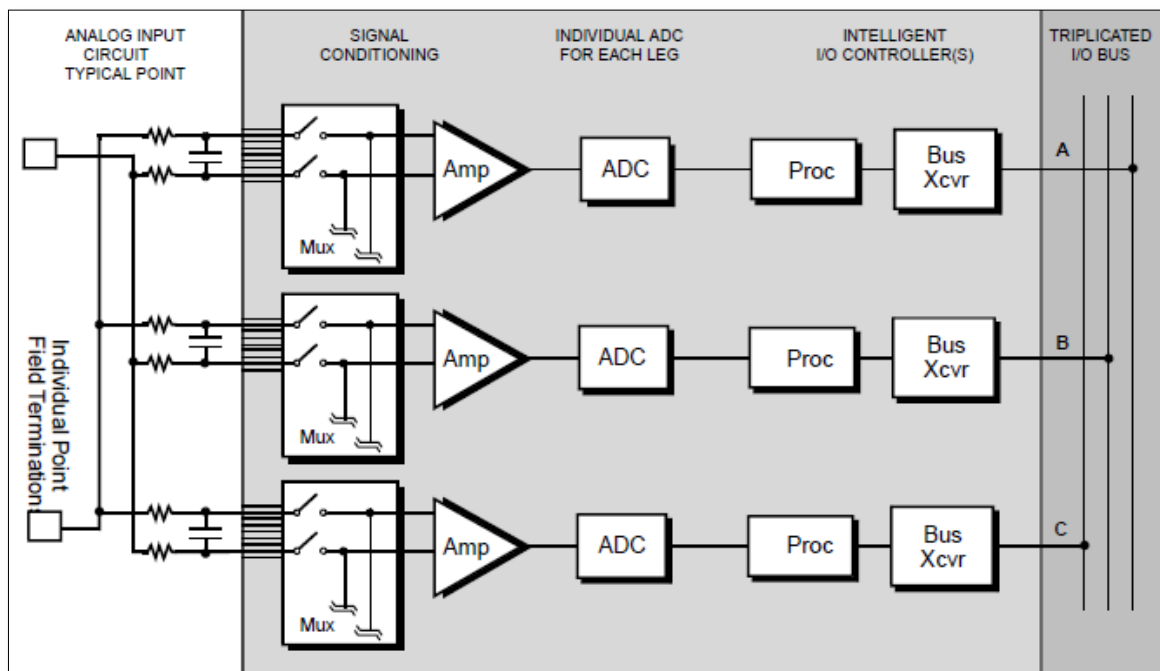 ANALOG INPUT
CIRCUIT
TYPICAL POINT
SIGNAL
CONDITIONING
INDIVIDUAL ADC
FOR EACH LEG
INTELLIGENT
I/O CONTROLLER(S)
TRIPLICATED
I/O BUS
Individual Point
Field Terminations
Mux
Amp
ADC
Proc
Bus
Xcvr
A
Mux
Amp
ADC
Proc
Bus
Xcvr
B
Mux
Amp
ADC
Proc
Bus
Xcvr
C